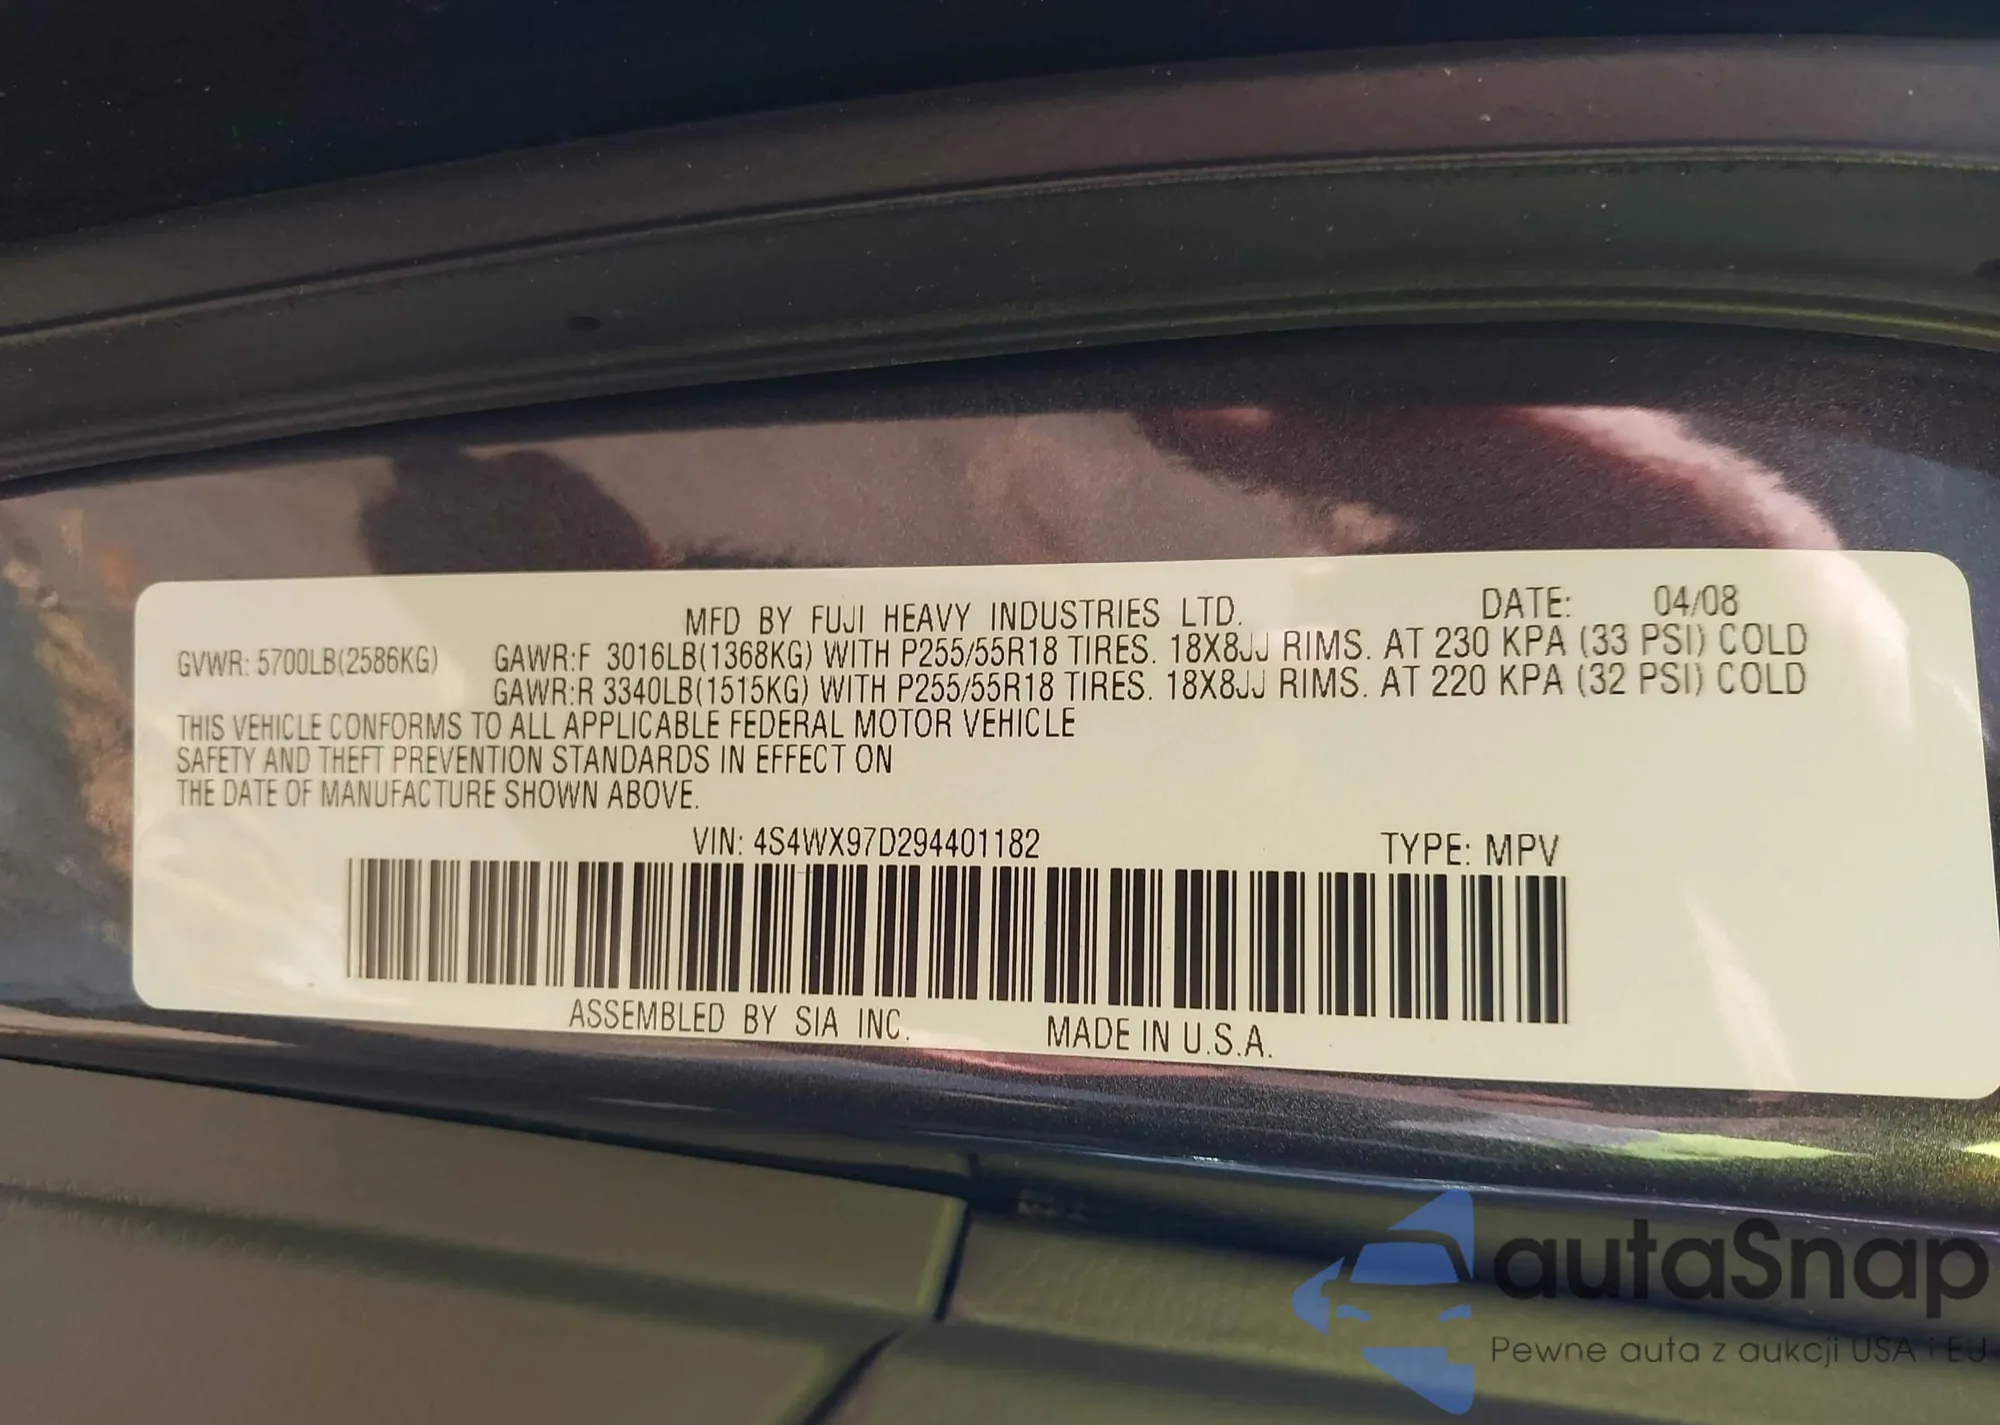 MFD BY FUJI HEAVY INDUSTRIES LTD. DATE: 04/08
GVWR: 5700LB(2586KG) GAWR:F 3016LB(1368KG) WITH P255/55R18 TIRES. 18X8JJ RIMS. AT 230 KPA (33 PSI) COLD
GAWR:R 3340LB(1515KG) WITH P255/55R18 TIRES. 18X8JJ RIMS. AT 220 KPA (32 PSI) COLD
THIS VEHICLE CONFORMS TO ALL APPLICABLE FEDERAL MOTOR VEHICLE
SAFETY AND THEFT PREVENTION STANDARDS IN EFFECT ON
THE DATE OF MANUFACTURE SHOWN ABOVE.
VIN: 4S4WX97D294401182 TYPE: MPV
ASSEMBLED BY SIA INC. MADE IN U.S.A.
autaSnap
Pewne auta z aukcji USA i EU